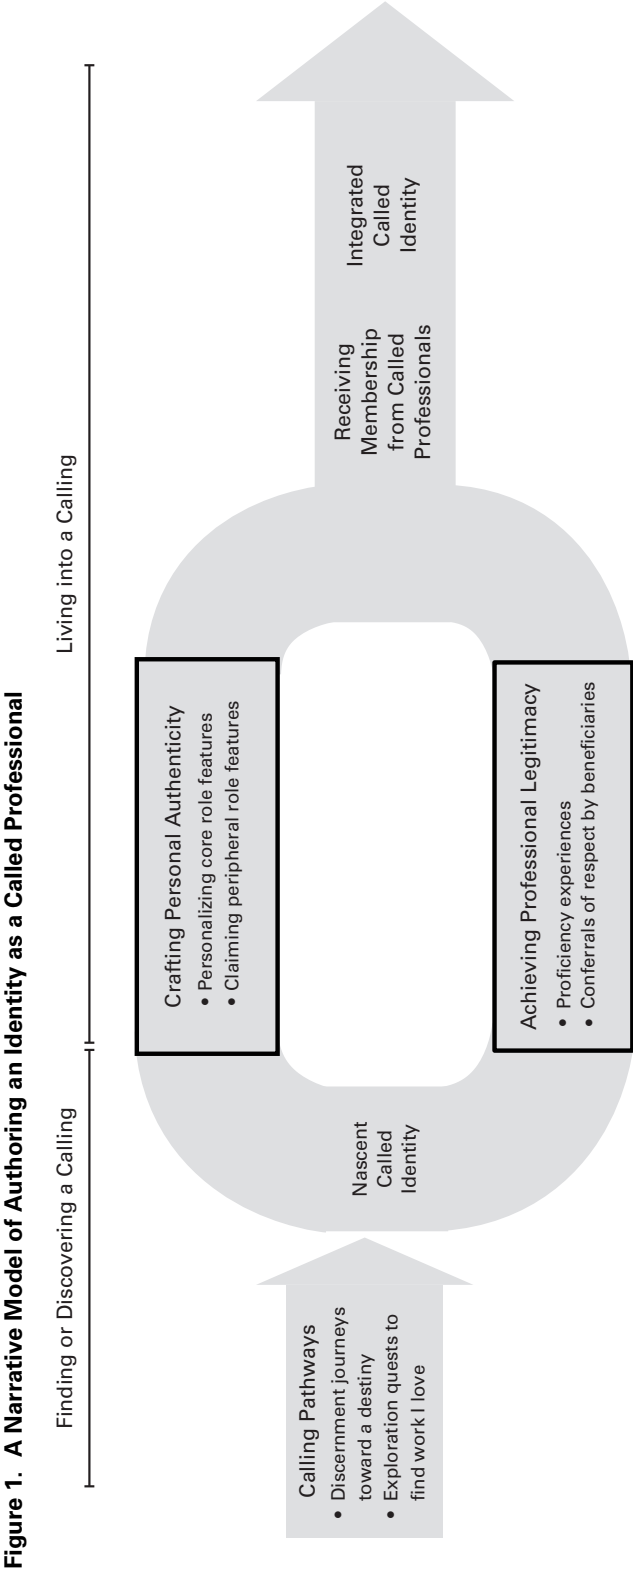 Figure 1. A Narrative Model of Authoring an Identity as a Called Professional
Finding or Discovering a Calling
Living into a Calling
Calling Pathways
• Discernment journeys
toward a destiny
• Exploration quests to
find work I love
Nascent
Called
Identity
Crafting Personal Authenticity
• Personalizing core role features
• Claiming peripheral role features
Achieving Professional Legitimacy
• Proficiency experiences
• Conferrals of respect by beneficiaries
Receiving
Membership
from Called
Professionals
Integrated
Called
Identity